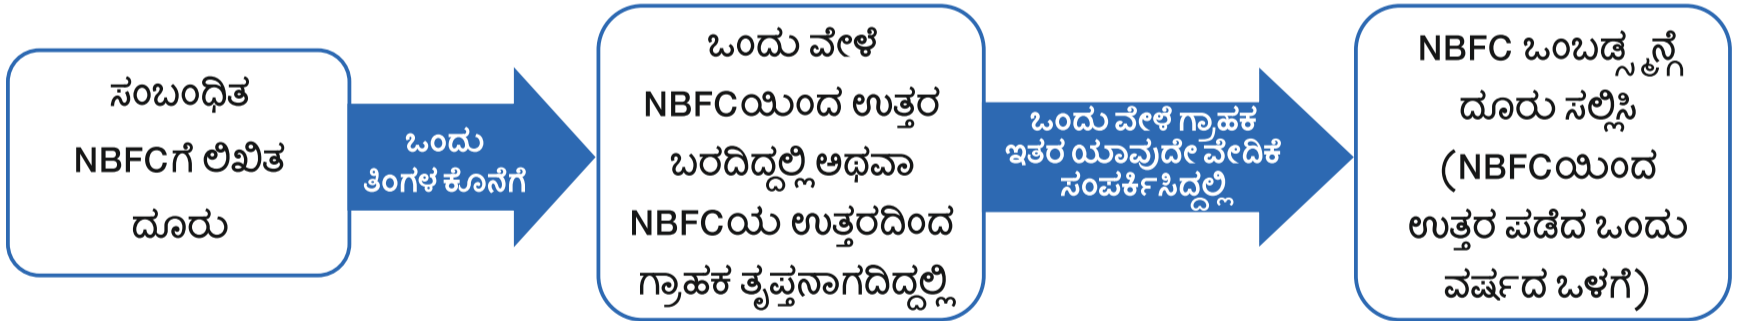 ಸಂಬಂಧಿತ
NBFCಗೆ ಲಿಖಿತ
ದೂರು
ಒಂದು
ತಿಂಗಳ ಕೊನೆಗೆ
ಒಂದು ವೇಳೆ
NBFCಯಿಂದ ಉತ್ತರ
ಬರದಿದ್ದಲ್ಲಿ ಅಥವಾ
NBFCಯ ಉತ್ತರದಿಂದ
ಗ್ರಾಹಕ ತೃಪ್ತನಾಗದಿದ್ದಲ್ಲಿ
ಒಂದು ವೇಳೆ ಗ್ರಾಹಕ
ಇತರ ಯಾವುದೇ ವೇದಿಕೆ
ಸಂಪರ್ಕಿಸಿದ್ದಲ್ಲಿ
NBFC ಒಂಬಡ್ಸ್ಮನ್ಗೆ
ದೂರು ಸಲ್ಲಿಸಿ
(NBFCಯಿಂದ
ಉತ್ತರ ಪಡೆದ ಒಂದು
ವರ್ಷದ ಒಳಗೆ)